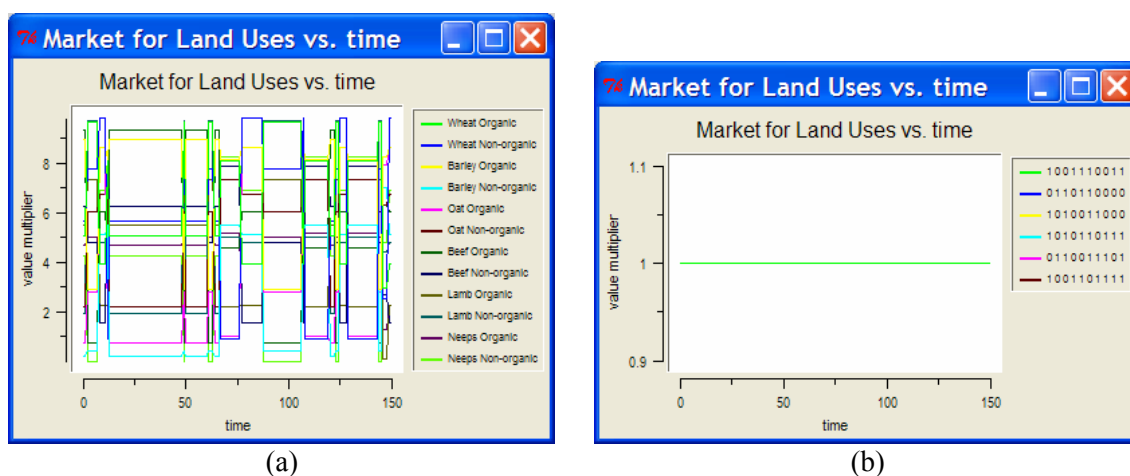 Market for Land Uses vs. time
Market for Land Uses vs. time
value multiplier
8
6
4
2
0
50
100
150
time
Wheat Organic
Wheat Non-organic
Barley Organic
Barley Non-organic
Oat Organic
Oat Non-organic
Beef Organic
Beef Non-organic
Lamb Organic
Lamb Non-organic
Neeps Organic
Neeps Non-organic
(a)
Market for Land Uses vs. time
Market for Land Uses vs. time
value multiplier
1.1
1
0.9
0
50
100
150
time
1001110011
0110110000
1010011000
1010110111
0110011101
1001101111
(b)